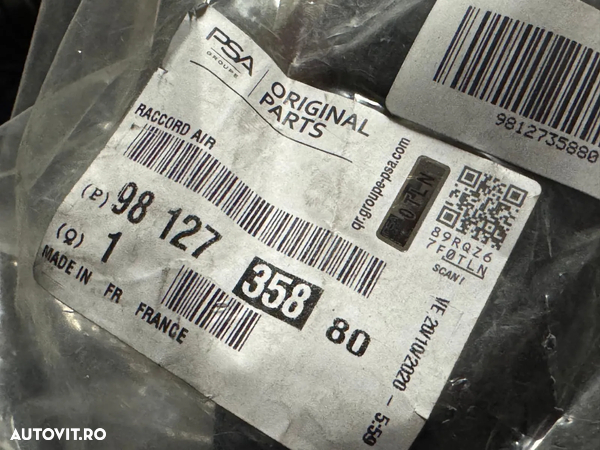 PSA
GROUPE
ORIGINAL
PARTS
RACCORD AIR
(P) 98 127 358 80
(Q) 1
MADE IN FR FRANCE
qr.groupe-psa.com
89RQZ6
7F0TLN
SCAN!
VE 20/10/2020 - 5:59
9812735880
AUTOVIT.RO